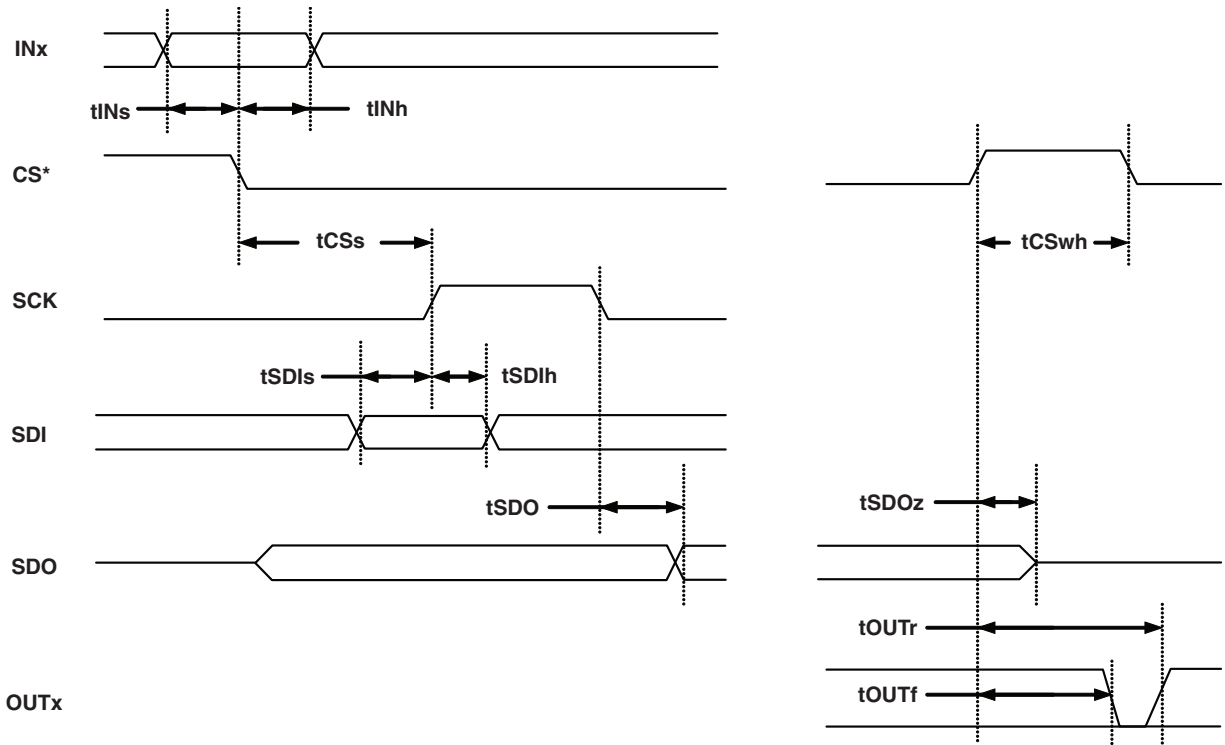 INx
tINs
tINh
CS*
tCSs
tCSwh
SCK
tSDIs
tSDIh
SDI
tSDO
tSDOz
SDO
tOUTr
tOUTf
OUTx